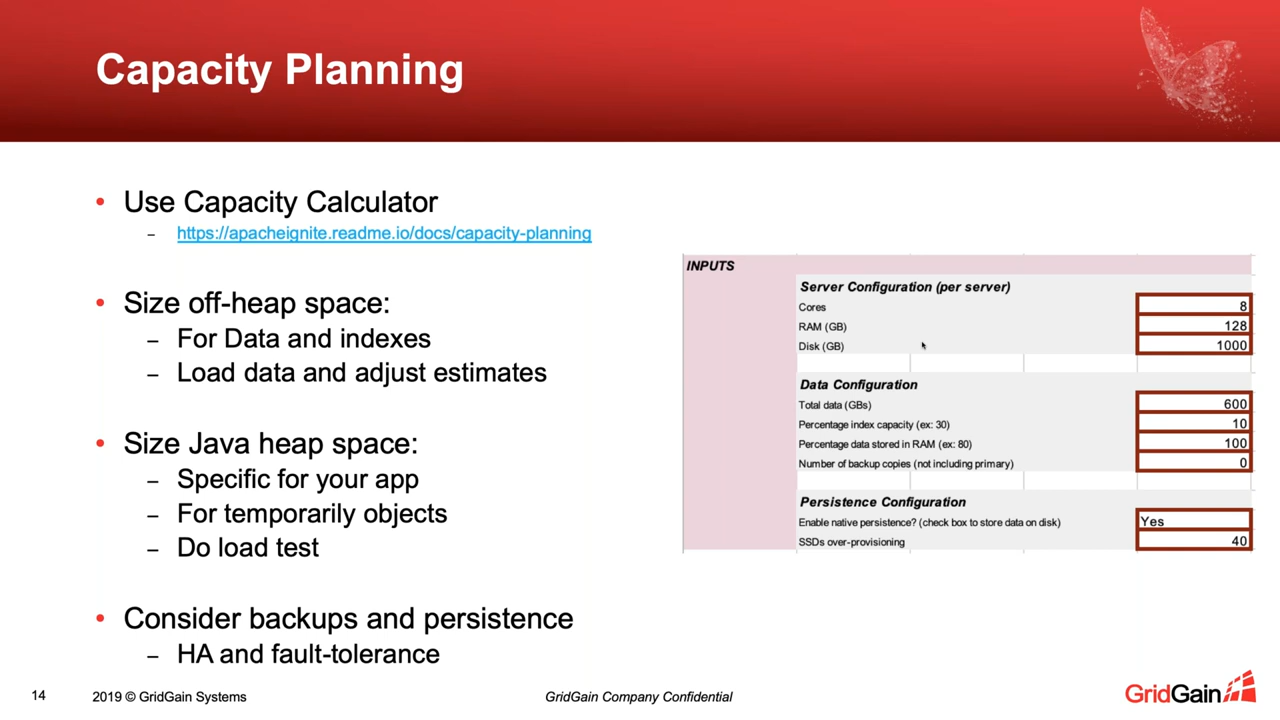 Capacity Planning
• Use Capacity Calculator
– https://apacheignite.readme.io/docs/capacity-planning
• Size off-heap space:
– For Data and indexes
– Load data and adjust estimates
• Size Java heap space:
– Specific for your app
– For temporarily objects
– Do load test
• Consider backups and persistence
– HA and fault-tolerance
INPUTS
Server Configuration (per server)
Cores 8
RAM (GB) 128
Disk (GB) 1000
Data Configuration
Total data (GBs) 600
Percentage index capacity (ex: 30) 10
Percentage data stored in RAM (ex: 80) 100
Number of backup copies (not including primary) 0
Persistence Configuration
Enable native persistence? (check box to store data on disk) Yes
SSDs over-provisioning 40
14 2019 © GridGain Systems GridGain Company Confidential GridGain